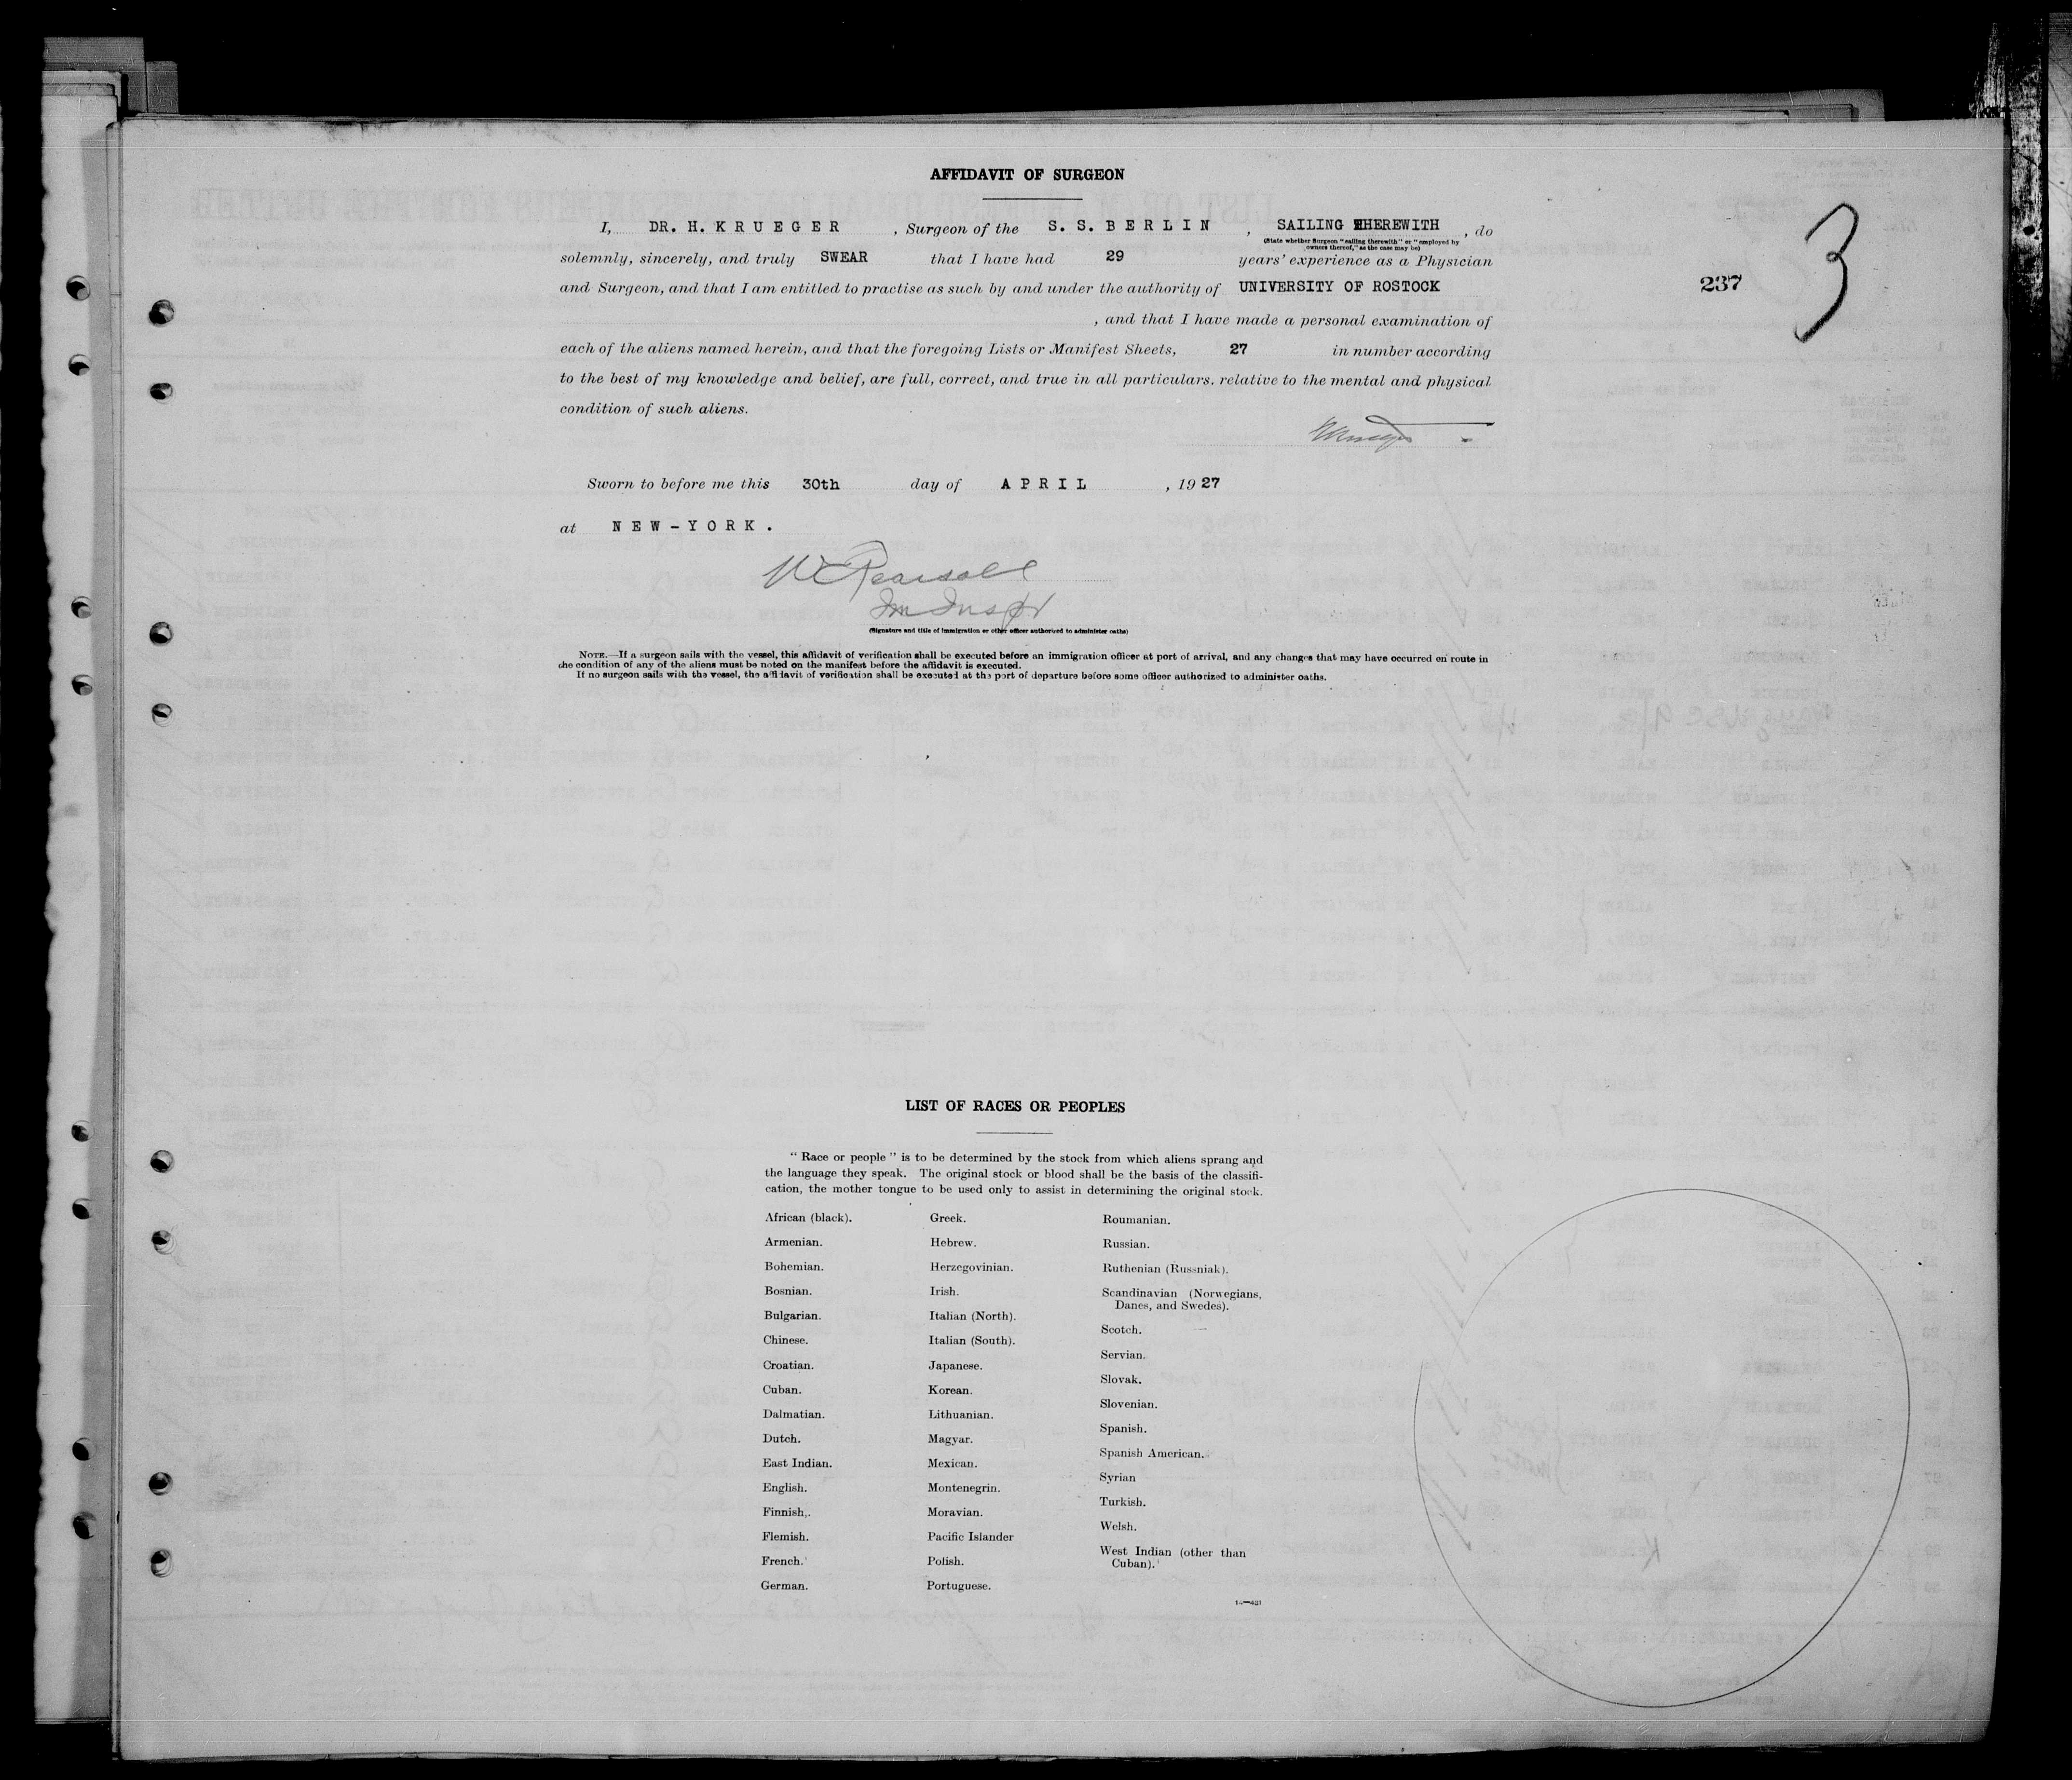 AFFIDAVIT OF SURGEON
I, DR. H. K R U E G E R , Surgeon of the S. S. B E R L I N , SAILING THEREWITH , do
(State whether Surgeon "sailing therewith" or "employed by
owners thereof," as the case may be)
solemnly, sincerely, and truly SWEAR that I have had 29 years' experience as a Physician
and Surgeon, and that I am entitled to practise as such by and under the authority of UNIVERSITY OF ROSTOCK
237
3
, and that I have made a personal examination of
each of the aliens named herein, and that the foregoing Lists or Manifest Sheets, 27 in number according
to the best of my knowledge and belief, are full, correct, and true in all particulars, relative to the mental and physical
condition of such aliens.
Sworn to before me this 30th day of A P R I L , 19 27
at N E W - Y O R K .
W C Pearsall
Im Inspr
(Signature and title of immigration or other officer authorized to administer oaths)
NOTE.—If a surgeon sails with the vessel, this affidavit of verification shall be executed before an immigration officer at port of arrival, and any changes that may have occurred en route in
the condition of any of the aliens must be noted on the manifest before the affidavit is executed.
If no surgeon sails with the vessel, the affidavit of verification shall be executed at the port of departure before some officer authorized to administer oaths.
LIST OF RACES OR PEOPLES
"Race or people" is to be determined by the stock from which aliens sprang and
the language they speak. The original stock or blood shall be the basis of the classifi-
cation, the mother tongue to be used only to assist in determining the original stock.
African (black).
Armenian.
Bohemian.
Bosnian.
Bulgarian.
Chinese.
Croatian.
Cuban.
Dalmatian.
Dutch.
East Indian.
English.
Finnish.
Flemish.
French.
German.
Greek.
Hebrew.
Herzegovinian.
Irish.
Italian (North).
Italian (South).
Japanese.
Korean.
Lithuanian.
Magyar.
Mexican.
Montenegrin.
Moravian.
Pacific Islander
Polish.
Portuguese.
Roumanian.
Russian.
Ruthenian (Russniak).
Scandinavian (Norwegians,
Danes, and Swedes).
Scotch.
Servian.
Slovak.
Slovenian.
Spanish.
Spanish American.
Syrian
Turkish.
Welsh.
West Indian (other than
Cuban).